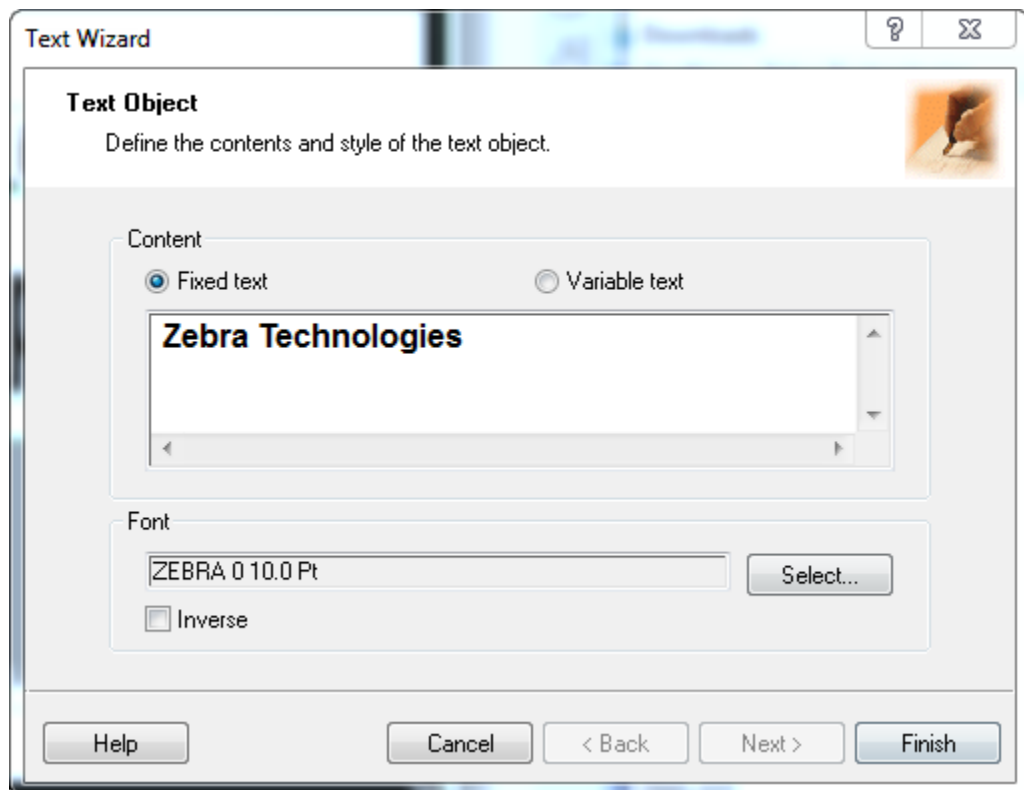 Text Wizard
Downloads
Text Object
Define the contents and style of the text object.
Content
Fixed text
Variable text
Zebra Technologies
Font
ZEBRA 0 10.0 Pt
Select...
Inverse
Help
Cancel
< Back
Next >
Finish